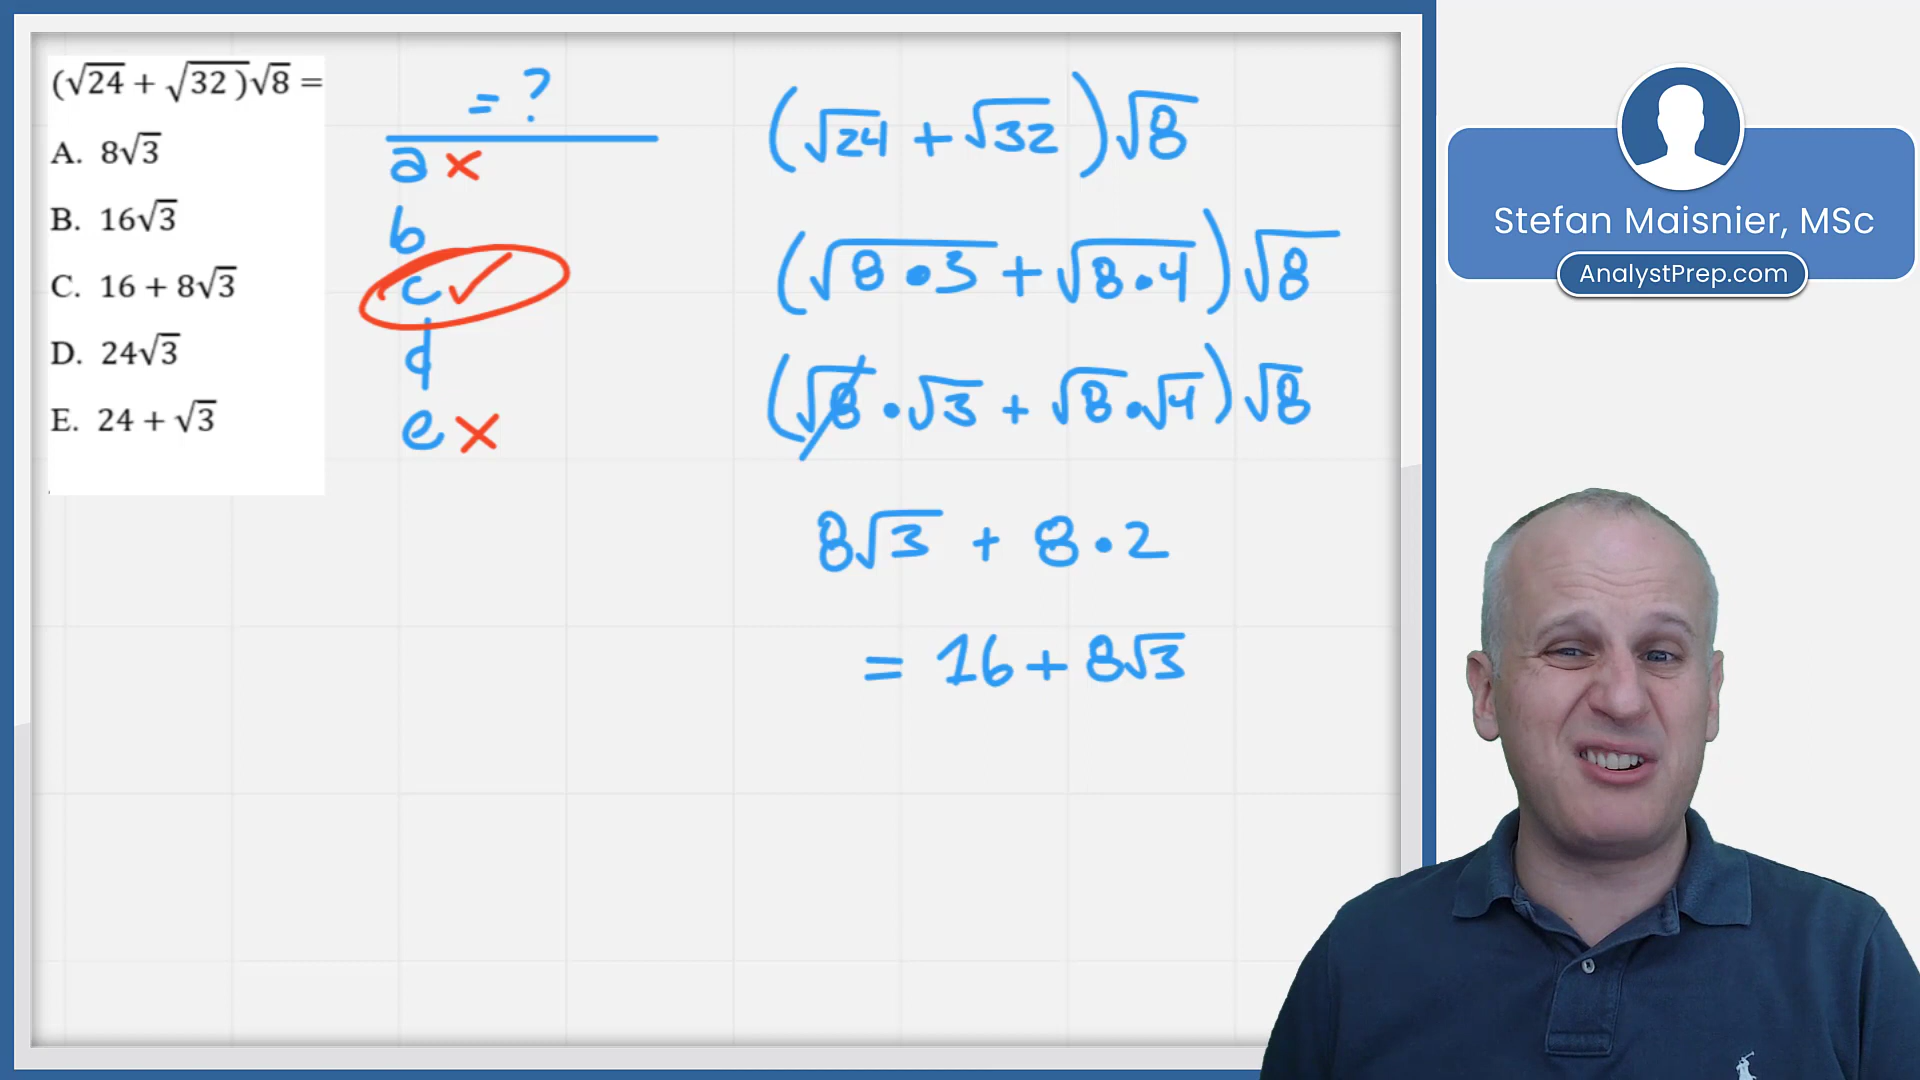 (√24 + √32 )√8 =
A. 8√3
B. 16√3
C. 16 + 8√3
D. 24√3
E. 24 + √3
= ?
a ×
b
c ✓
d
e ×
(√24 + √32 )√8
(√8•3 + √8•4 )√8
(√8 • √3 + √8•√4 )√8
8√3 + 8•2
= 16 + 8√3
Stefan Maisnier, MSc
AnalystPrep.com